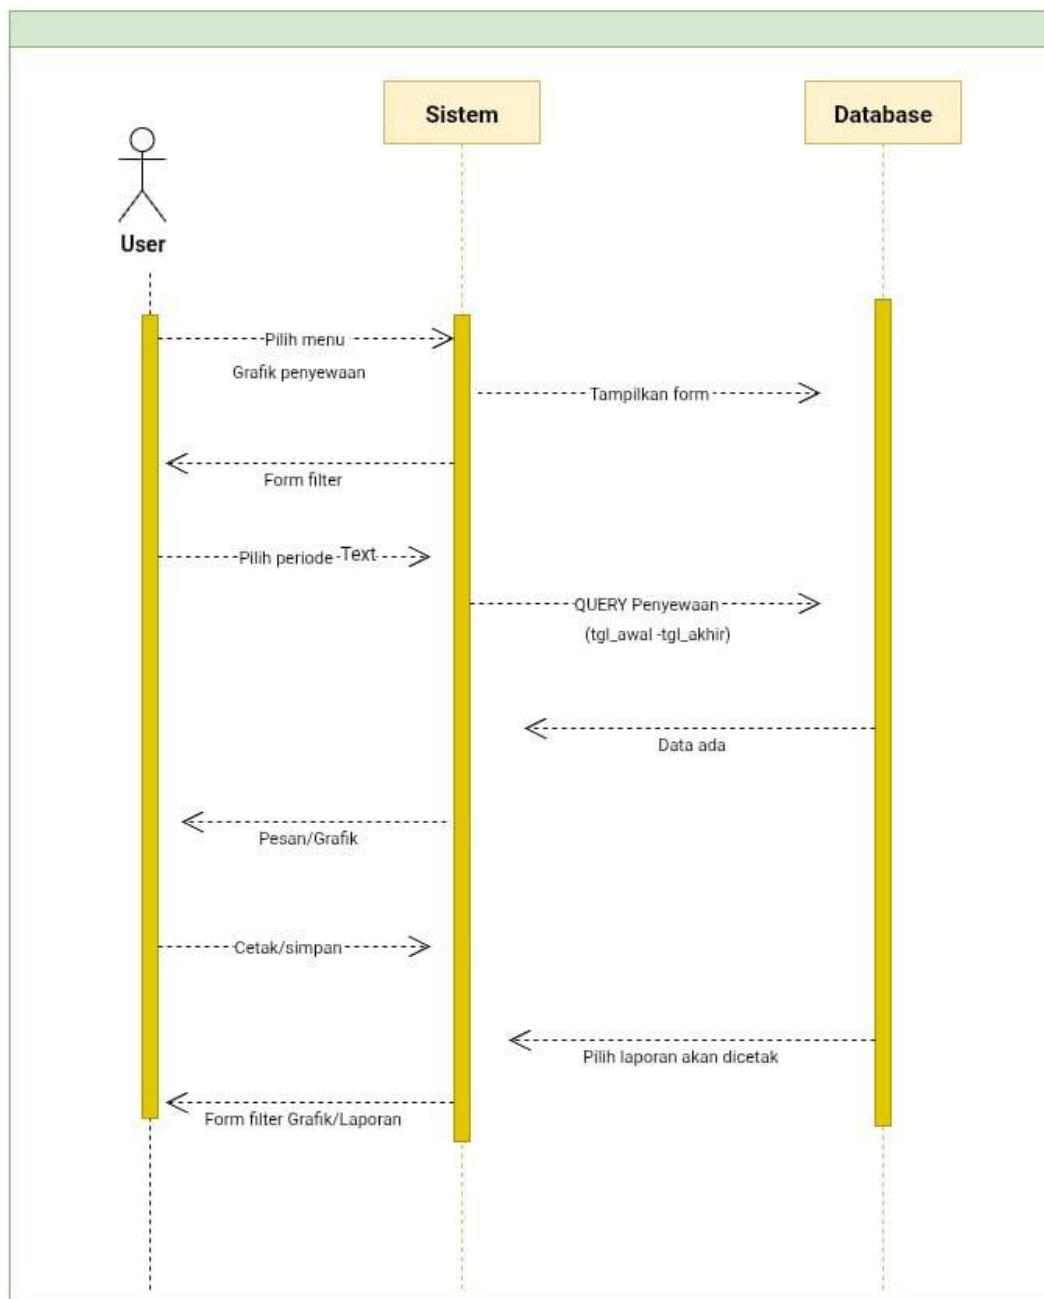 Sistem
Database
User
Pilih menu
Grafik penyewaan
Tampilkan form
Form filter
Pilih periode
Text
QUERY Penyewaan
(tgl_awal -tgl_akhir)
Data ada
Pesan/Grafik
Cetak/simpan
Pilih laporan akan dicetak
Form filter Grafik/Laporan